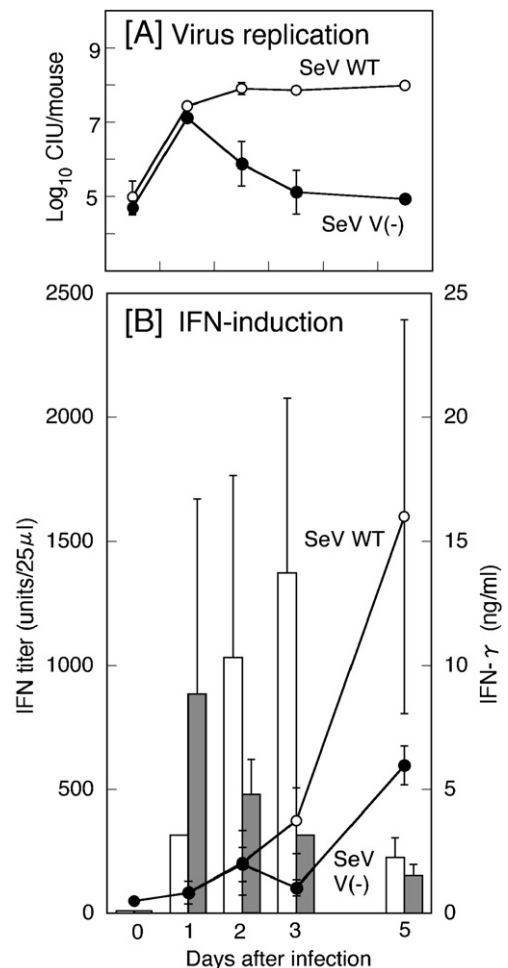 [A] Virus replication
9
7
5
Log10 CIU/mouse
SeV WT
SeV V(-)
[B] IFN-induction
2500
2000
1500
1000
500
0
IFN titer (units/25μl)
25
20
15
10
5
0
IFN-γ (ng/ml)
SeV WT
SeV
V(-)
0 1 2 3 5
Days after infection